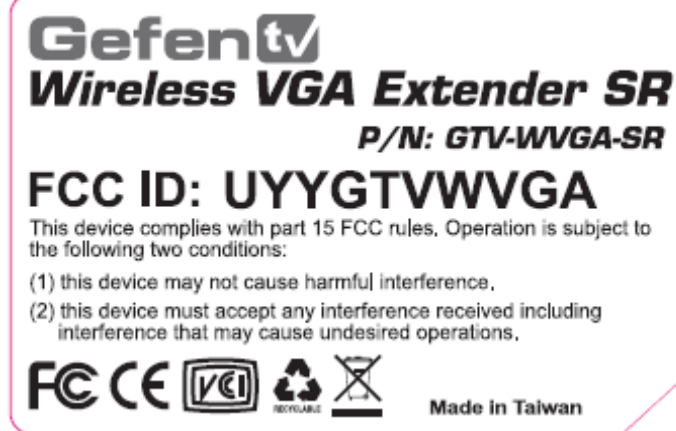 Gefen tv
Wireless VGA Extender SR
P/N: GTV-WVGA-SR
FCC ID: UYYGTVWVGA
This device complies with part 15 FCC rules. Operation is subject to
the following two conditions:
(1) this device may not cause harmful interference.
(2) this device must accept any interference received including
interference that may cause undesired operations.
FC CE VCI RECYCLABLE
Made in Taiwan